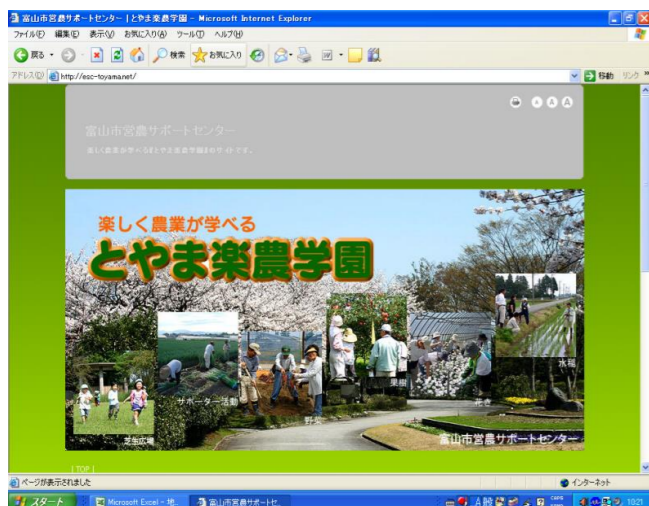 富山市営農サポートセンター | とやま楽農学園 - Microsoft Internet Explorer
ファイル(F) 編集(E) 表示(V) お気に入り(A) ツール(T) ヘルプ(H)
戻る 検索 お気に入り
アドレス(D) http://esc-toyama.net/ 移動 リンク »
富山市営農サポートセンター
A A
楽しく農業が学べる
とやま楽農学園
サポーター活動
芝生広場
野菜
果樹
花き
水稲
富山市営農サポートセンター
| TOP |
ページが表示されました インターネット
スタート Microsoft Excel - 地... 富山市営農サポートセ... A 般 CAPS 10:21